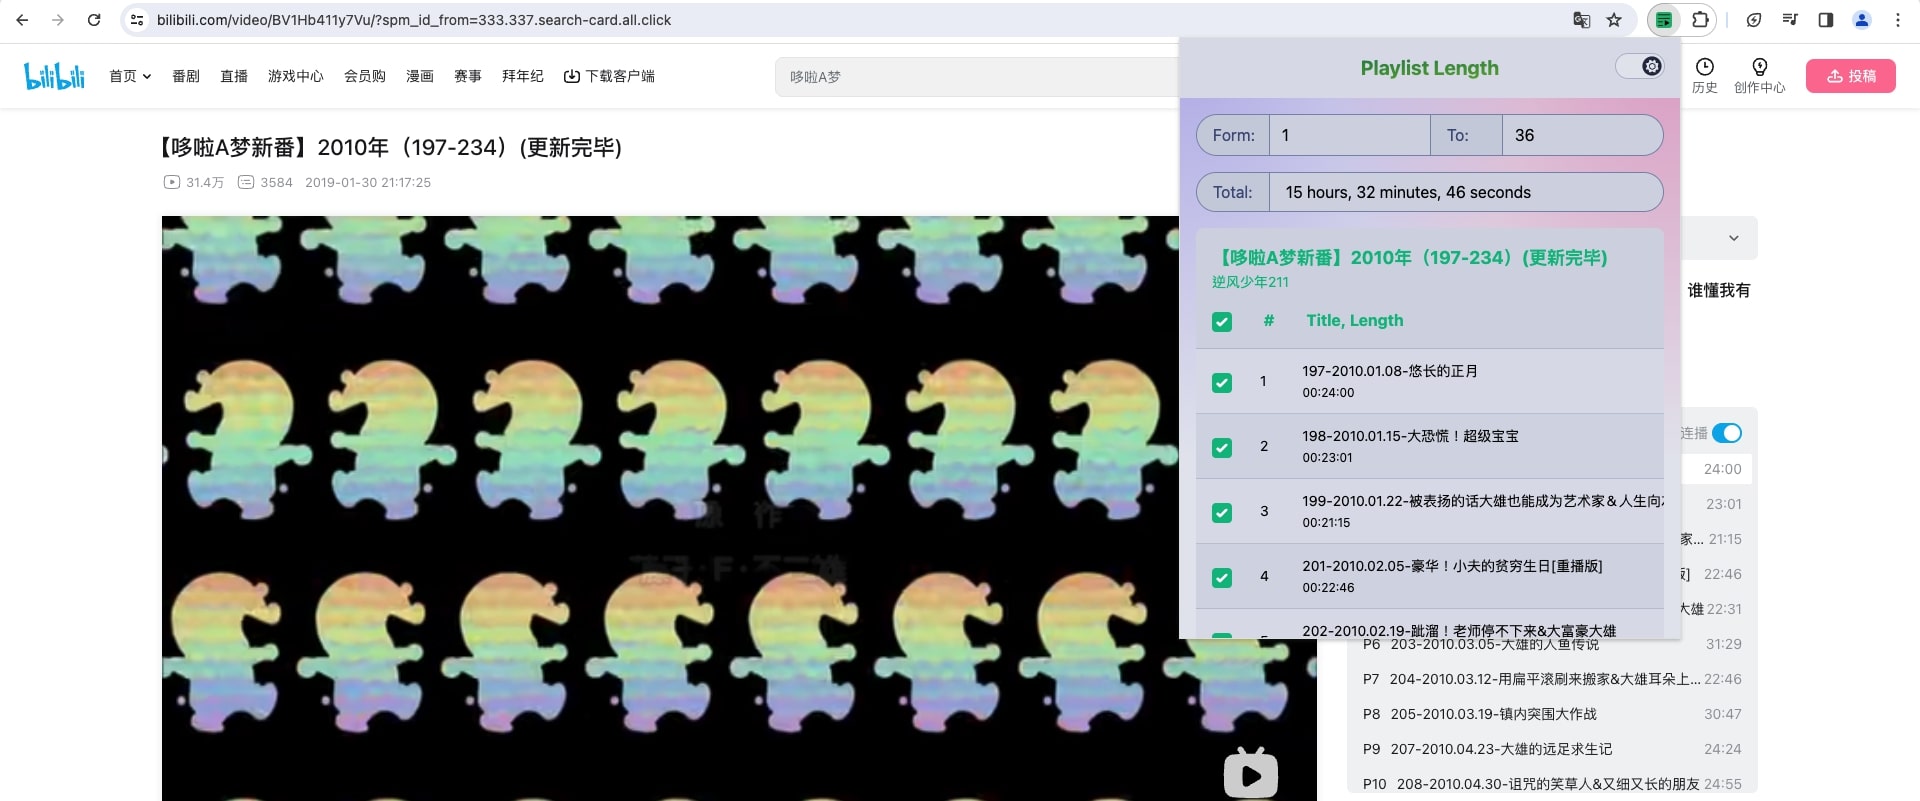 bilibili.com/video/BV1Hb411y7Vu/?spm_id_from=333.337.search-card.all.click
bilibili 首页 番剧 直播 游戏中心 会员购 漫画 赛事 拜年纪 下载客户端
哆啦A梦
历史 创作中心 投稿
【哆啦A梦新番】2010年（197-234）(更新完毕)
31.4万 3584 2019-01-30 21:17:25
原 作
藤子·F·不二雄
Playlist Length
Form: 1 To: 36
Total: 15 hours, 32 minutes, 46 seconds
【哆啦A梦新番】2010年（197-234）(更新完毕)
逆风少年211
# Title, Length
1 197-2010.01.08-悠长的正月
00:24:00
2 198-2010.01.15-大恐慌！超级宝宝
00:23:01
3 199-2010.01.22-被表扬的话大雄也能成为艺术家＆人生向
00:21:15
4 201-2010.02.05-豪华！小夫的贫穷生日[重播版]
00:22:46
202-2010.02.19-跐溜！老师停不下来&大富豪大雄
谁懂我有
连播
24:00
23:01
家... 21:15
版] 22:46
大雄 22:31
P6 203-2010.03.05-大雄的人鱼传说 31:29
P7 204-2010.03.12-用扁平滚刷来搬家&大雄耳朵上... 22:46
P8 205-2010.03.19-镇内突围大作战 30:47
P9 207-2010.04.23-大雄的远足求生记 24:24
P10 208-2010.04.30-诅咒的笑草人&又细又长的朋友 24:55